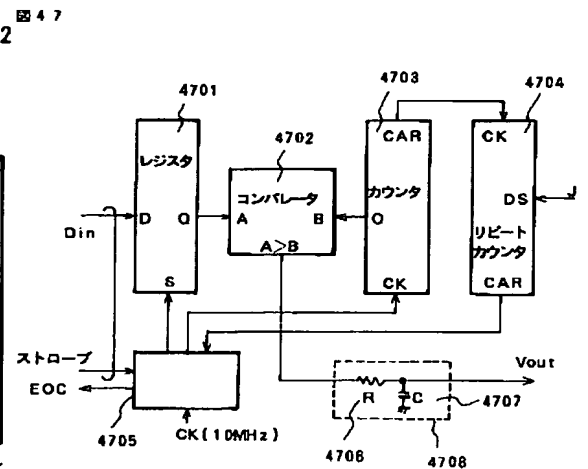 図47
2
4701
4702
4703
4704
レジスタ
D
Q
S
コンパレータ
A
B
A>B
CAR
カウンタ
O
CK
CK
DS
リピート
カウンタ
CAR
Din
ストローブ
EOC
4705
CK(10MHz)
R
C
Vout
4706
4707
4708